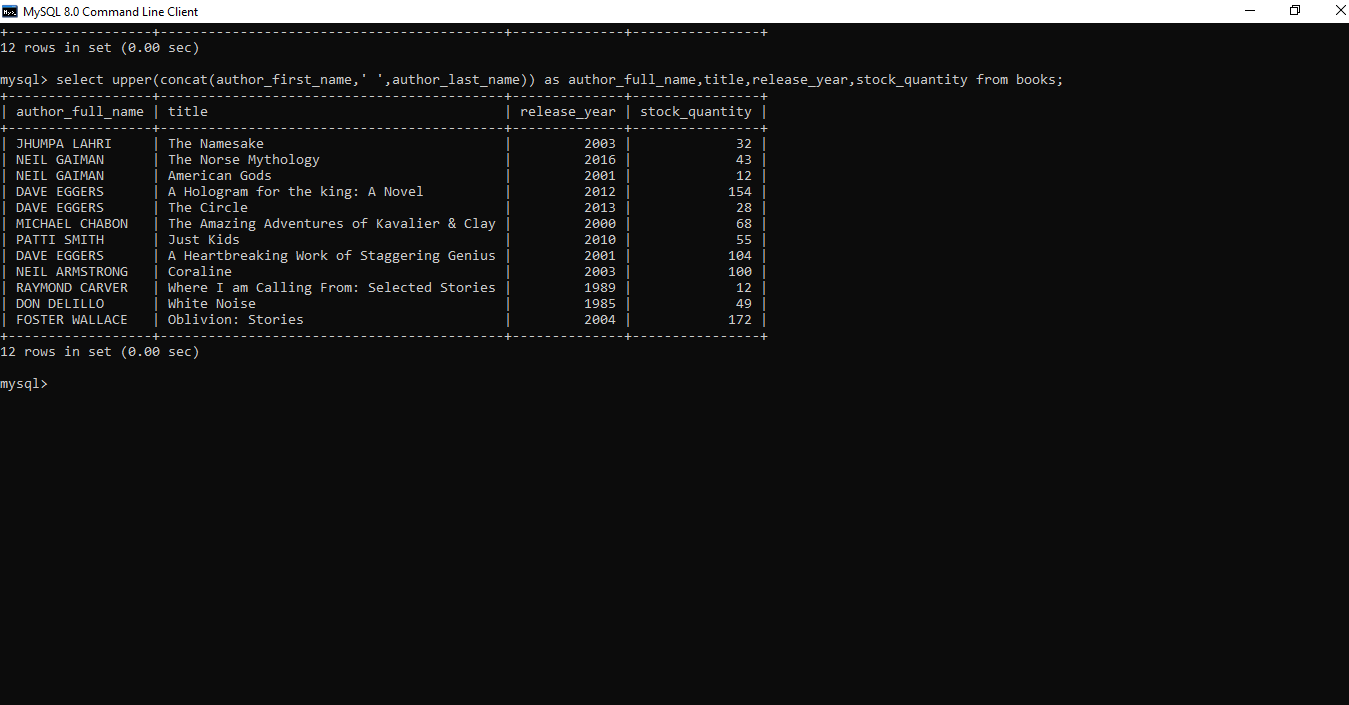 MySQL 8.0 Command Line Client
+------------------+-------------------------------------------+--------------+----------------+
12 rows in set (0.00 sec)
mysql> select upper(concat(author_first_name,' ',author_last_name)) as author_full_name,title,release_year,stock_quantity from books;
+------------------+-------------------------------------------+--------------+----------------+
| author_full_name | title                                     | release_year | stock_quantity |
+------------------+-------------------------------------------+--------------+----------------+
| JHUMPA LAHRI     | The Namesake                              |         2003 |             32 |
| NEIL GAIMAN      | The Norse Mythology                       |         2016 |             43 |
| NEIL GAIMAN      | American Gods                             |         2001 |             12 |
| DAVE EGGERS      | A Hologram for the king: A Novel          |         2012 |            154 |
| DAVE EGGERS      | The Circle                                |         2013 |             28 |
| MICHAEL CHABON   | The Amazing Adventures of Kavalier & Clay |         2000 |             68 |
| PATTI SMITH      | Just Kids                                 |         2010 |             55 |
| DAVE EGGERS      | A Heartbreaking Work of Staggering Genius |         2001 |            104 |
| NEIL ARMSTRONG   | Coraline                                  |         2003 |            100 |
| RAYMOND CARVER   | Where I am Calling From: Selected Stories |         1989 |             12 |
| DON DELILLO      | White Noise                               |         1985 |             49 |
| FOSTER WALLACE   | Oblivion: Stories                         |         2004 |            172 |
+------------------+-------------------------------------------+--------------+----------------+
12 rows in set (0.00 sec)
mysql>